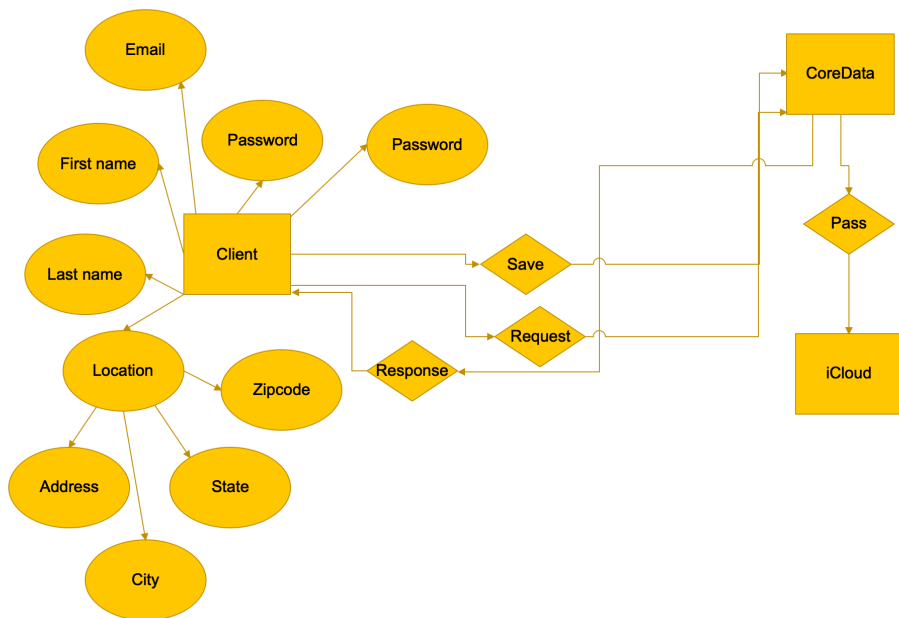 Email
CoreData
Password
Password
First name
Pass
Client
Save
Last name
Request
Location
Response
iCloud
Zipcode
Address
State
City